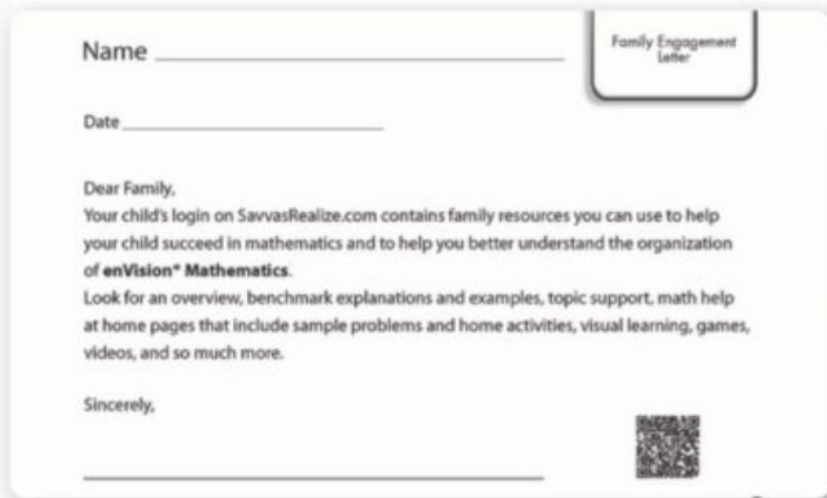 Name
Family Engagement
Letter
Date
Dear Family,
Your child's login on SavvasRealize.com contains family resources you can use to help
your child succeed in mathematics and to help you better understand the organization
of enVision® Mathematics.
Look for an overview, benchmark explanations and examples, topic support, math help
at home pages that include sample problems and home activities, visual learning, games,
videos, and so much more.
Sincerely,